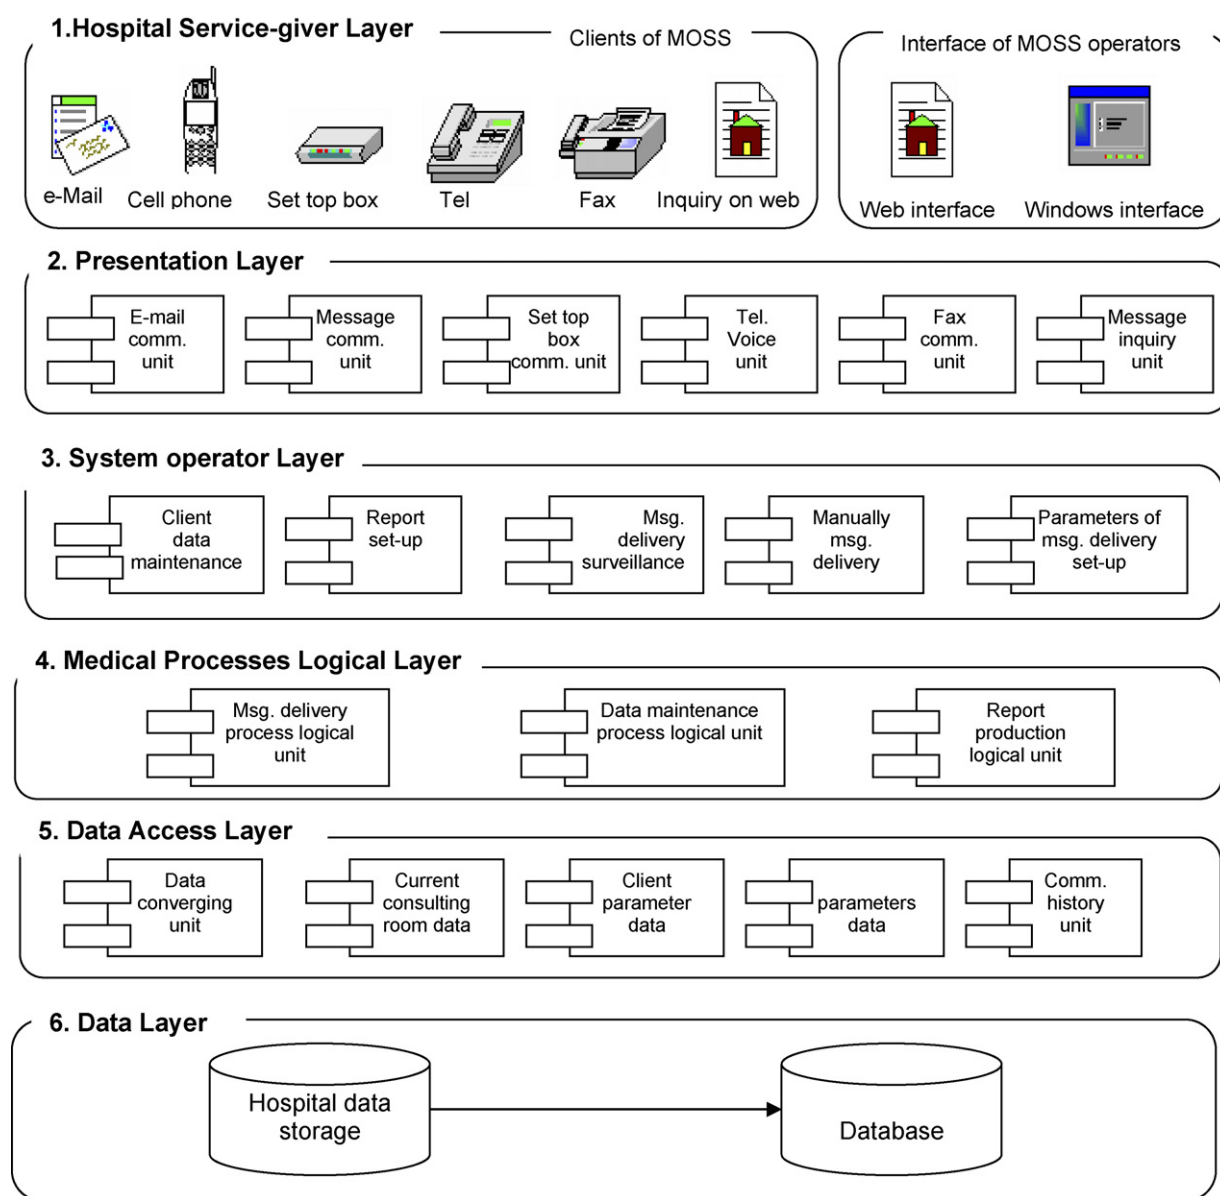 1.Hospital Service-giver Layer
Clients of MOSS
Interface of MOSS operators
e-Mail
Cell phone
Set top box
Tel
Fax
Inquiry on web
Web interface
Windows interface
2. Presentation Layer
E-mail
comm.
unit
Message
comm.
unit
Set top
box
comm. unit
Tel.
Voice
unit
Fax
comm.
unit
Message
inquiry
unit
3. System operator Layer
Client
data
maintenance
Report
set-up
Msg.
delivery
surveillance
Manually
msg.
delivery
Parameters of
msg. delivery
set-up
4. Medical Processes Logical Layer
Msg. delivery
process logical
unit
Data maintenance
process logical unit
Report
production
logical unit
5. Data Access Layer
Data
converging
unit
Current
consulting
room data
Client
parameter
data
parameters
data
Comm.
history
unit
6. Data Layer
Hospital data
storage
Database